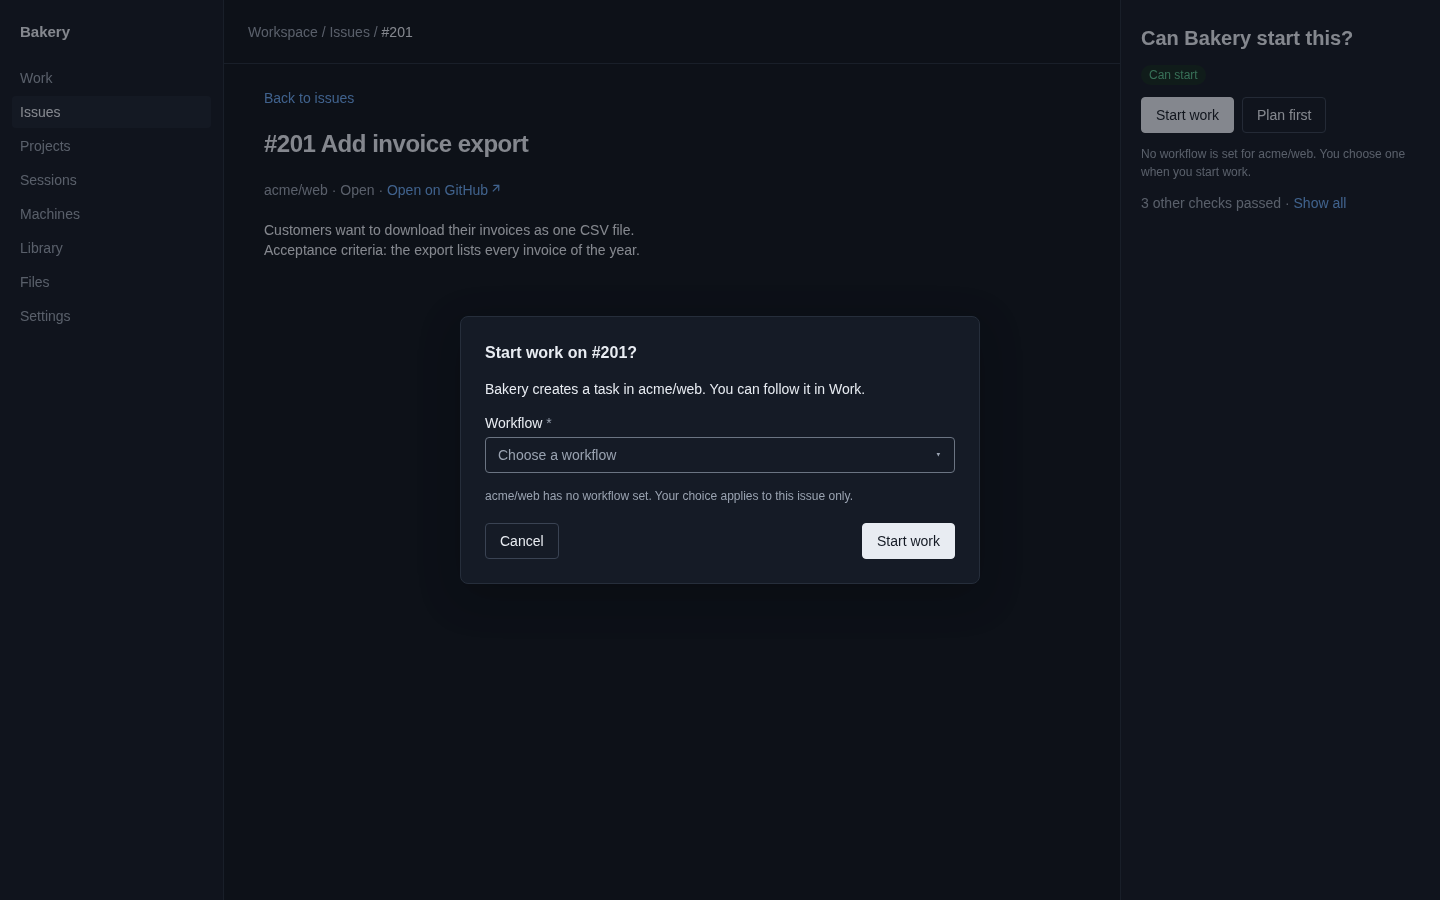 Bakery
Work
Issues
Projects
Sessions
Machines
Library
Files
Settings
Workspace / Issues / #201
Back to issues
#201 Add invoice export
acme/web · Open · Open on GitHub ↗
Customers want to download their invoices as one CSV file.
Acceptance criteria: the export lists every invoice of the year.
Start work on #201?
Bakery creates a task in acme/web. You can follow it in Work.
Workflow *
Choose a workflow
acme/web has no workflow set. Your choice applies to this issue only.
Cancel
Start work
Can Bakery start this?
Can start
Start work
Plan first
No workflow is set for acme/web. You choose one
when you start work.
3 other checks passed · Show all